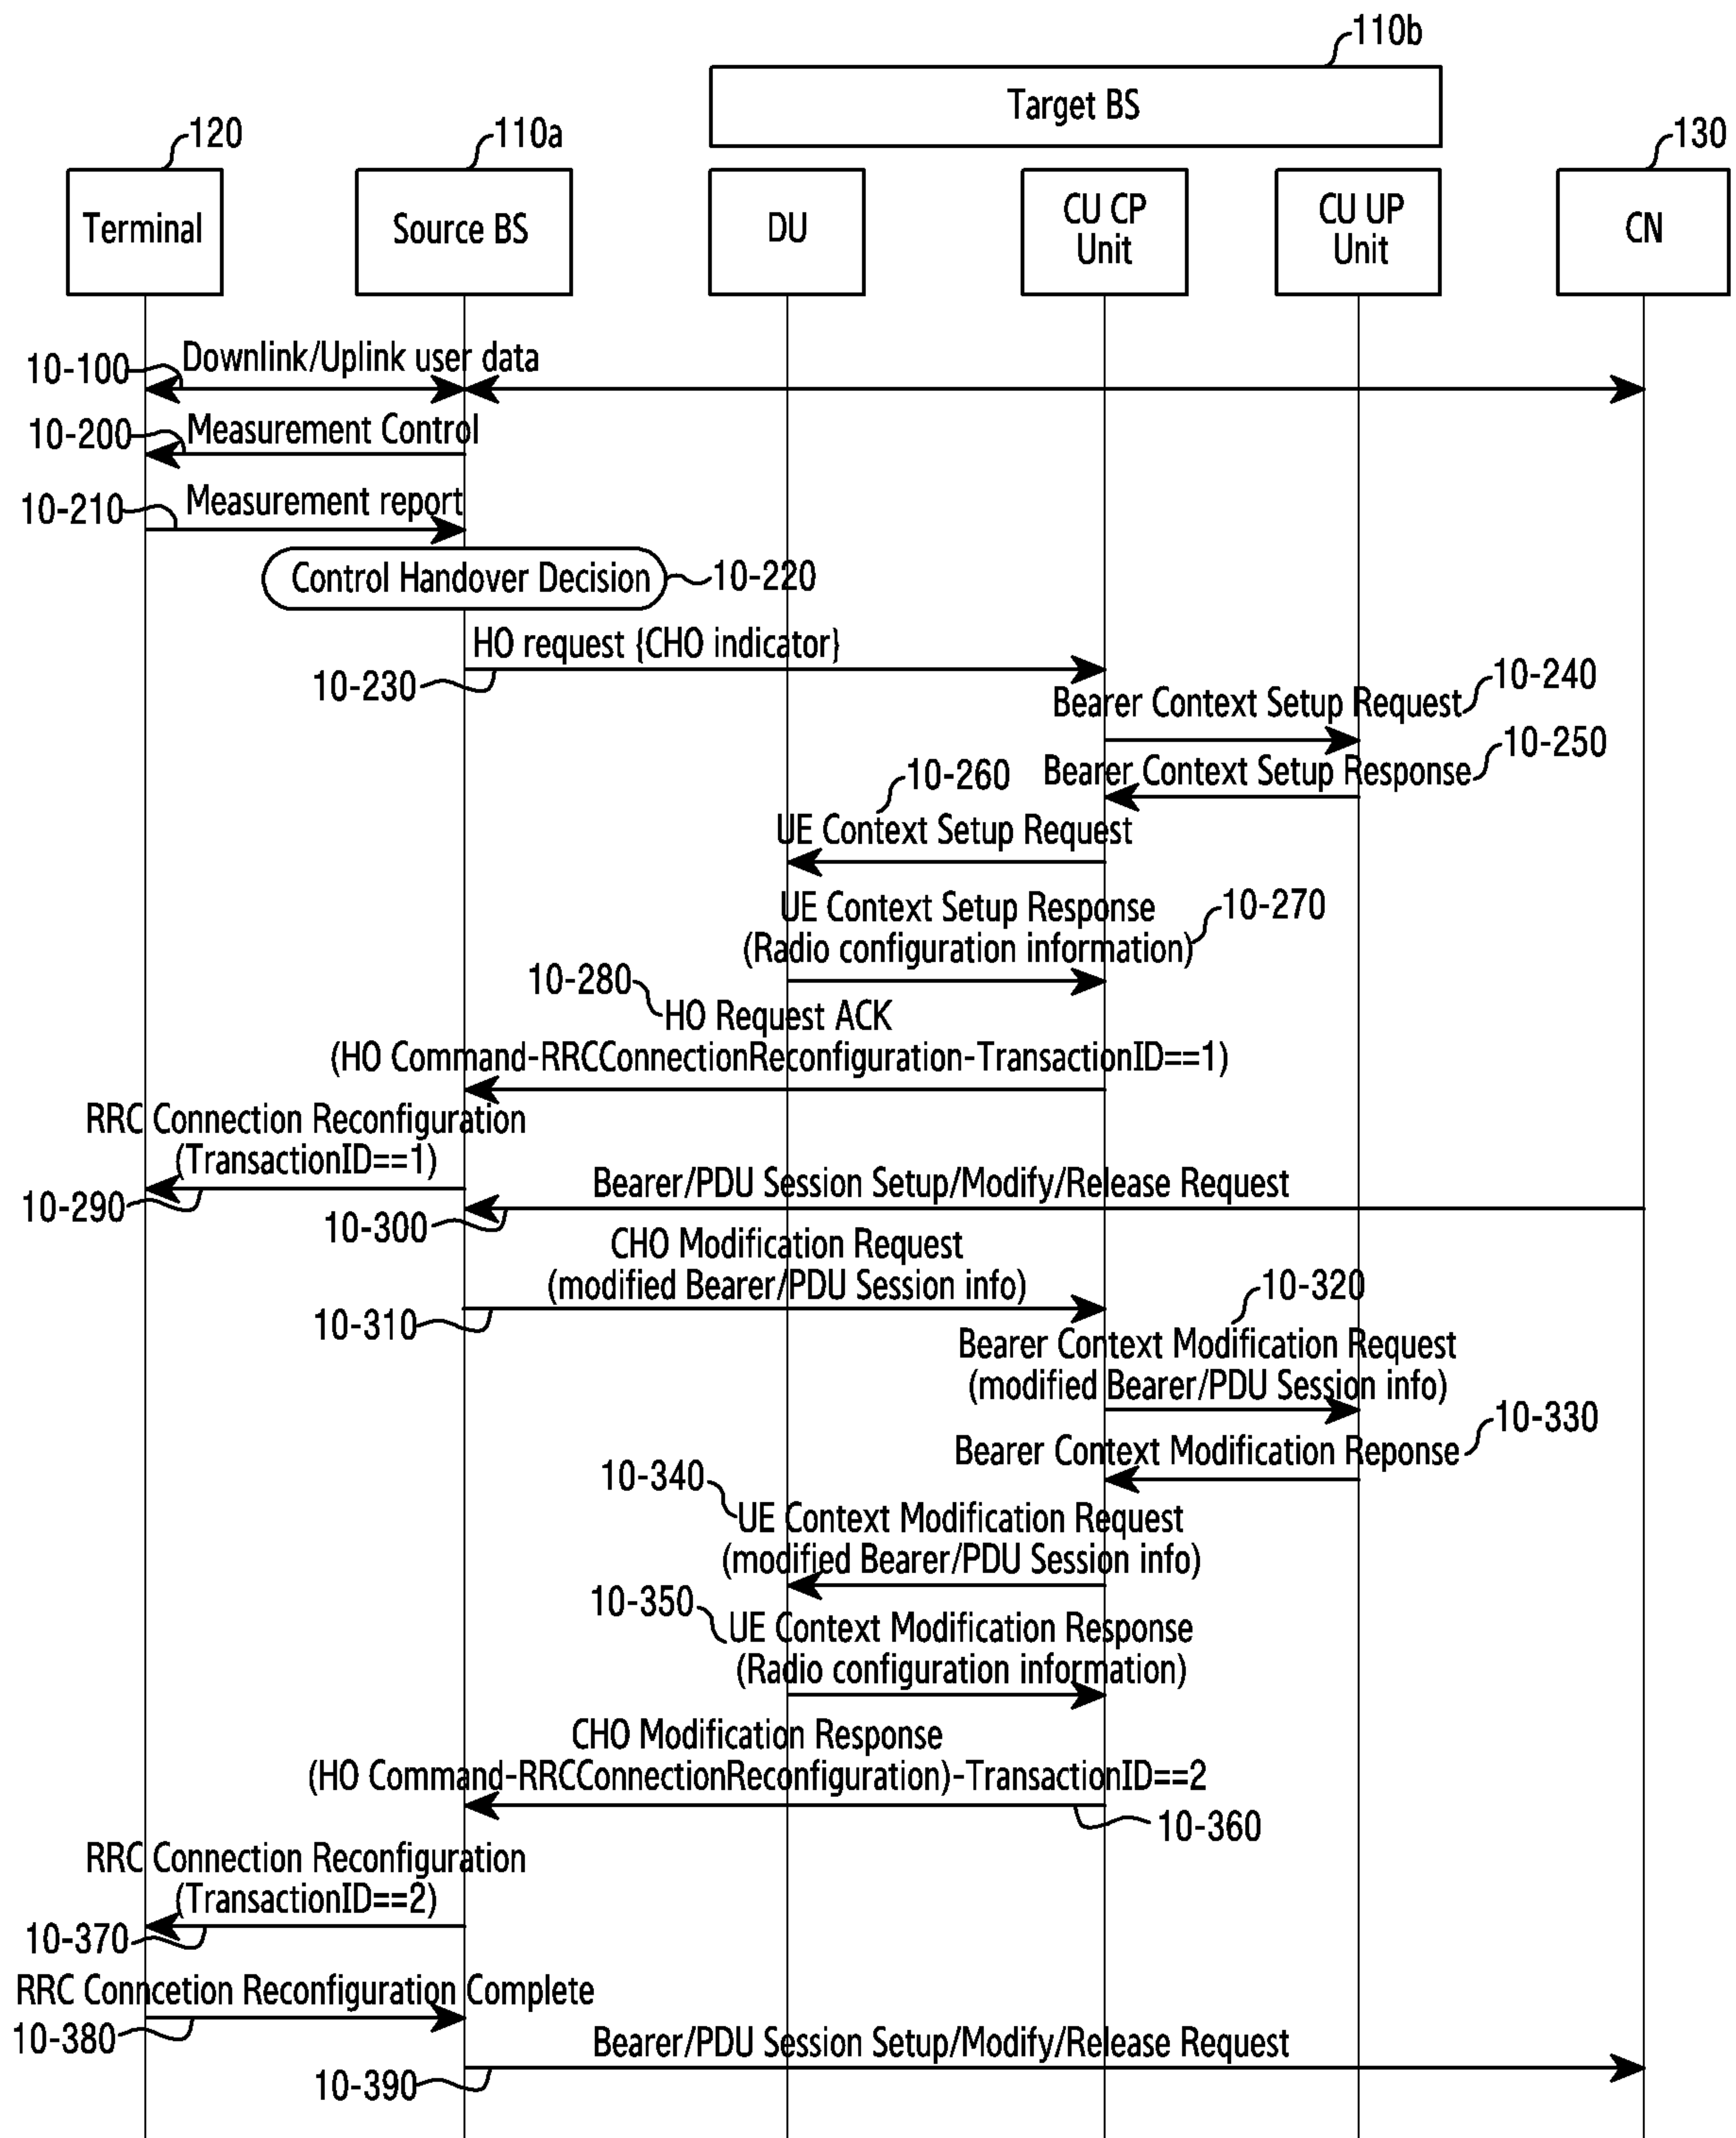 110b
Target BS
120
110a
130
Terminal
Source BS
DU
CU CP
Unit
CU UP
Unit
CN
10-100
Downlink/Uplink user data
10-200
Measurement Control
10-210
Measurement report
Control Handover Decision
10-220
HO request {CHO indicator}
10-230
10-240
Bearer Context Setup Request
10-250
Bearer Context Setup Response
10-260
UE Context Setup Request
UE Context Setup Response
(Radio configuration information)
10-270
10-280
HO Request ACK
(HO Command-RRCConnectionReconfiguration-TransactionID==1)
RRC Connection Reconfiguration
(TransactionID==1)
10-290
Bearer/PDU Session Setup/Modify/Release Request
10-300
CHO Modification Request
(modified Bearer/PDU Session info)
10-310
10-320
Bearer Context Modification Request
(modified Bearer/PDU Session info)
10-330
Bearer Context Modification Reponse
10-340
UE Context Modification Request
(modified Bearer/PDU Session info)
10-350
UE Context Modification Response
(Radio configuration information)
CHO Modification Response
(HO Command-RRCConnectionReconfiguration)-TransactionID==2
10-360
RRC Connection Reconfiguration
(TransactionID==2)
10-370
RRC Conncetion Reconfiguration Complete
10-380
Bearer/PDU Session Setup/Modify/Release Request
10-390